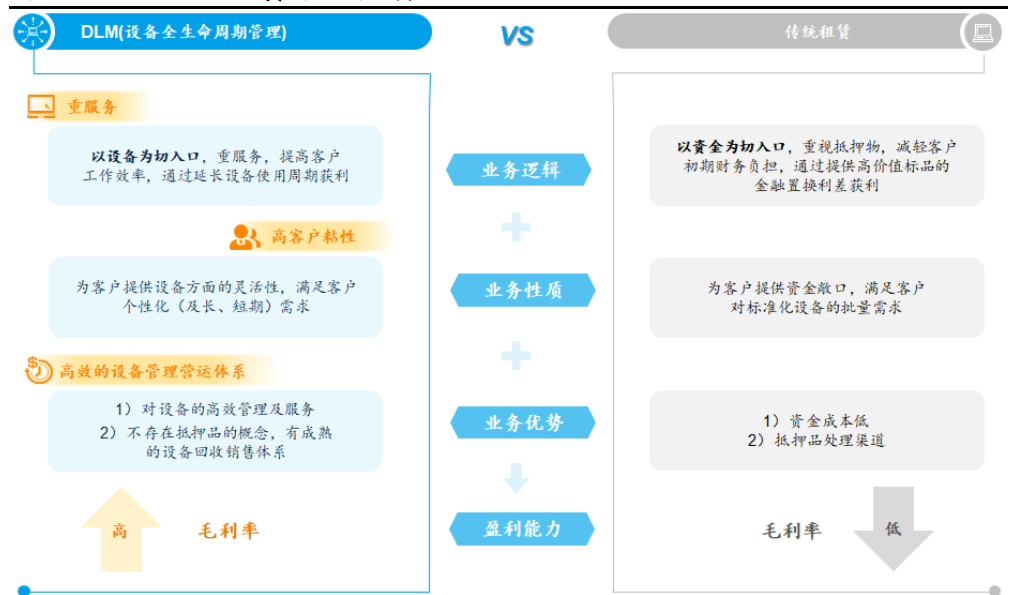 DLM(设备全生命周期管理)
VS
传统租赁
重服务
以设备为切入口，重服务，提高客户
工作效率，通过延长设备使用周期获利
业务逻辑
以资金为切入口，重视抵押物，减轻客户
初期财务负担，通过提供高价值标品的
金融置换利差获利
高客户粘性
为客户提供设备方面的灵活性，满足客户
个性化（及长、短期）需求
业务性质
为客户提供资金敞口，满足客户
对标准化设备的批量需求
高效的设备管理营运体系
1）对设备的高效管理及服务
2）不存在抵押品的概念，有成熟
的设备回收销售体系
业务优势
1）资金成本低
2）抵押品处理渠道
高
毛利率
盈利能力
毛利率
低